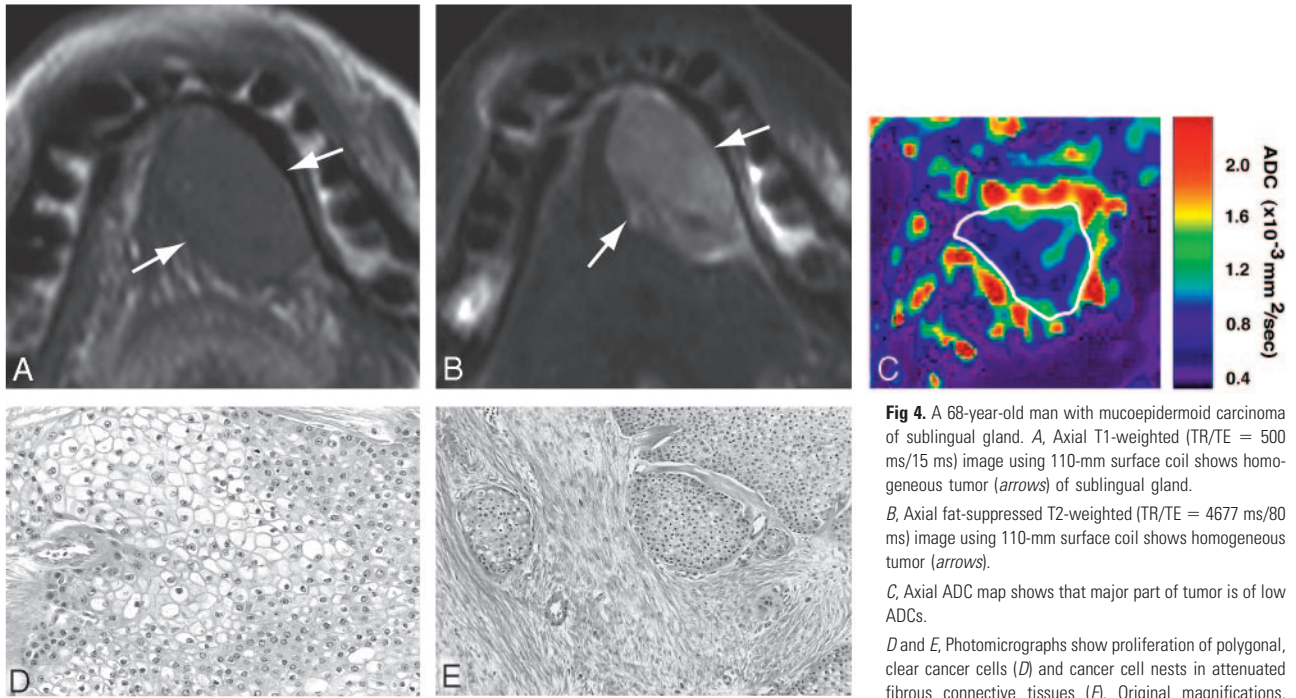 A
B
C
2.0
1.6
1.2
0.8
0.4
ADC (x10⁻³ mm²/sec)
D
E
Fig 4. A 68-year-old man with mucoepidermoid carcinoma
of sublingual gland. A, Axial T1-weighted (TR/TE = 500
ms/15 ms) image using 110-mm surface coil shows homo-
geneous tumor (arrows) of sublingual gland.
B, Axial fat-suppressed T2-weighted (TR/TE = 4677 ms/80
ms) image using 110-mm surface coil shows homogeneous
tumor (arrows).
C, Axial ADC map shows that major part of tumor is of low
ADCs.
D and E, Photomicrographs show proliferation of polygonal,
clear cancer cells (D) and cancer cell nests in attenuated
fibrous connective tissues (E). Original magnifications,